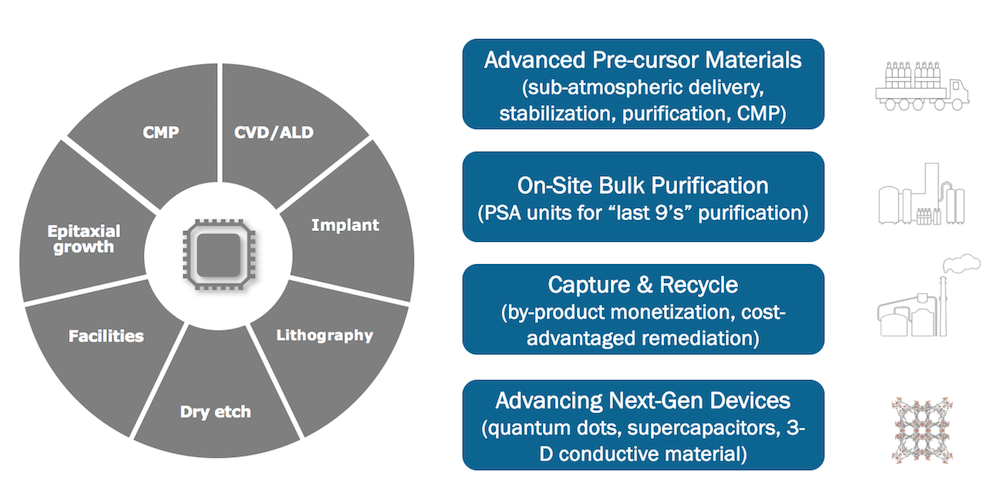 CMP
CVD/ALD
Implant
Lithography
Dry etch
Facilities
Epitaxial
growth
Advanced Pre-cursor Materials
(sub-atmospheric delivery,
stabilization, purification, CMP)
On-Site Bulk Purification
(PSA units for “last 9’s” purification)
Capture & Recycle
(by-product monetization, cost-
advantaged remediation)
Advancing Next-Gen Devices
(quantum dots, supercapacitors, 3-
D conductive material)